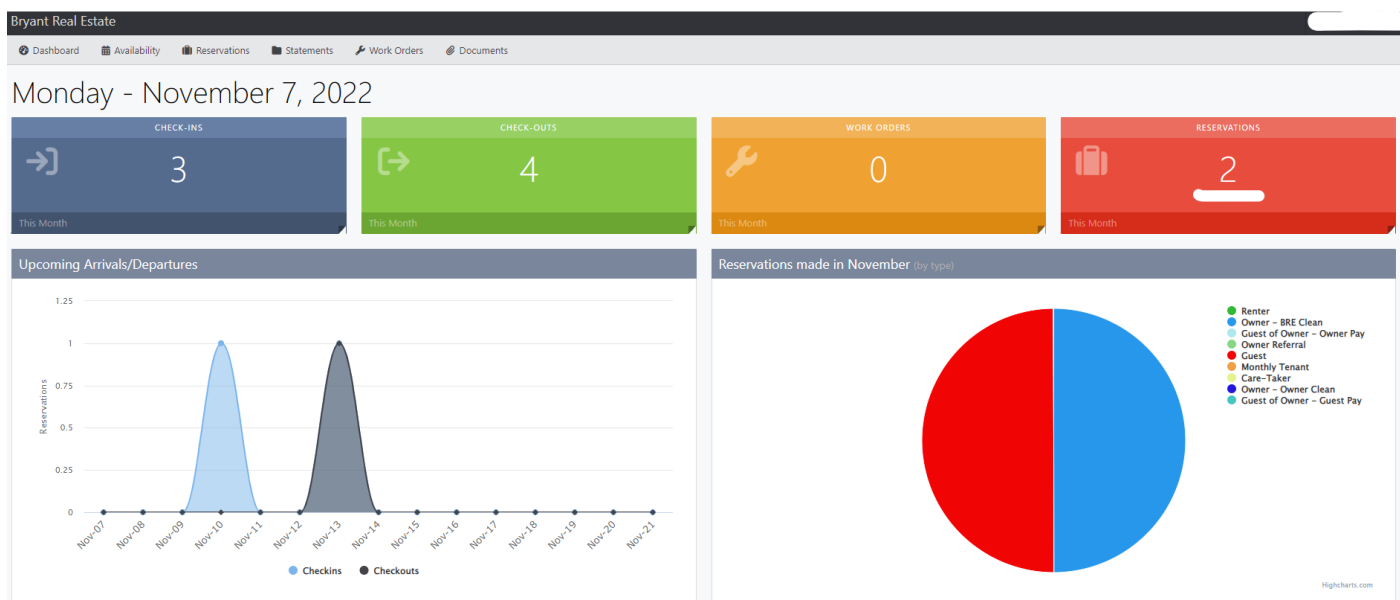 Bryant Real Estate
Dashboard Availability Reservations Statements Work Orders Documents
Monday - November 7, 2022
CHECK-INS
3
This Month
CHECK-OUTS
4
This Month
WORK ORDERS
0
This Month
RESERVATIONS
2
This Month
Upcoming Arrivals/Departures
1.25
1
0.75
0.5
0.25
0
Reservations
Nov-07 Nov-08 Nov-09 Nov-10 Nov-11 Nov-12 Nov-13 Nov-14 Nov-15 Nov-16 Nov-17 Nov-18 Nov-19 Nov-20 Nov-21
Checkins Checkouts
Reservations made in November (by type)
Renter
Owner - BRE Clean
Guest of Owner - Owner Pay
Owner Referral
Guest
Monthly Tenant
Care-Taker
Owner - Owner Clean
Guest of Owner - Guest Pay
Highcharts.com